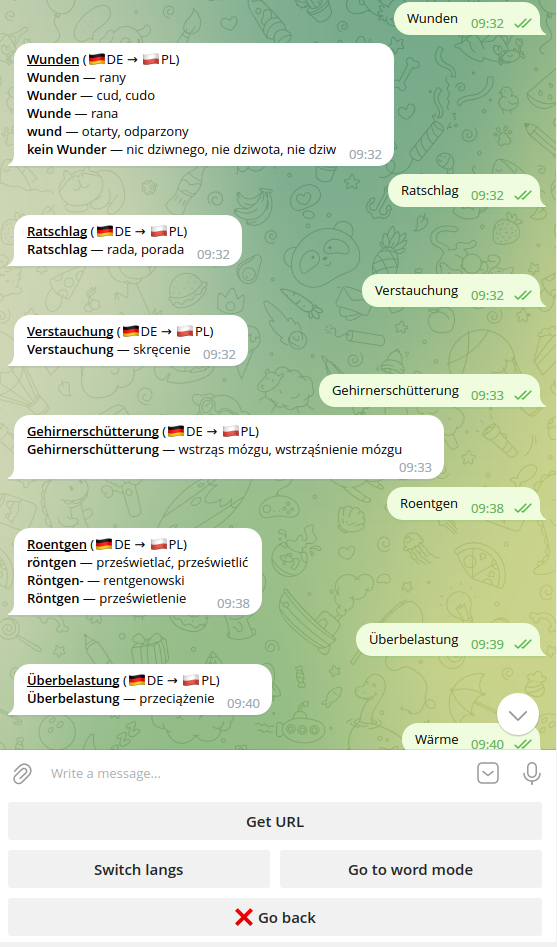 Wunden 09:32
Wunden (🇩🇪DE → 🇵🇱PL)
Wunden — rany
Wunder — cud, cudo
Wunde — rana
wund — otarty, odparzony
kein Wunder — nic dziwnego, nie dziwota, nie dziw 09:32
Ratschlag 09:32
Ratschlag (🇩🇪DE → 🇵🇱PL)
Ratschlag — rada, porada 09:32
Verstauchung 09:32
Verstauchung (🇩🇪DE → 🇵🇱PL)
Verstauchung — skręcenie 09:32
Gehirnerschütterung 09:33
Gehirnerschütterung (🇩🇪DE → 🇵🇱PL)
Gehirnerschütterung — wstrząs mózgu, wstrząśnienie mózgu
09:33
Roentgen 09:38
Roentgen (🇩🇪DE → 🇵🇱PL)
röntgen — prześwietlać, prześwietlić
Röntgen- — rentgenowski
Röntgen — prześwietlenie 09:38
Überbelastung 09:39
Überbelastung (🇩🇪DE → 🇵🇱PL)
Überbelastung — przeciążenie 09:40
Wärme 09:40
Write a message...
Get URL
Switch langs
Go to word mode
❌ Go back